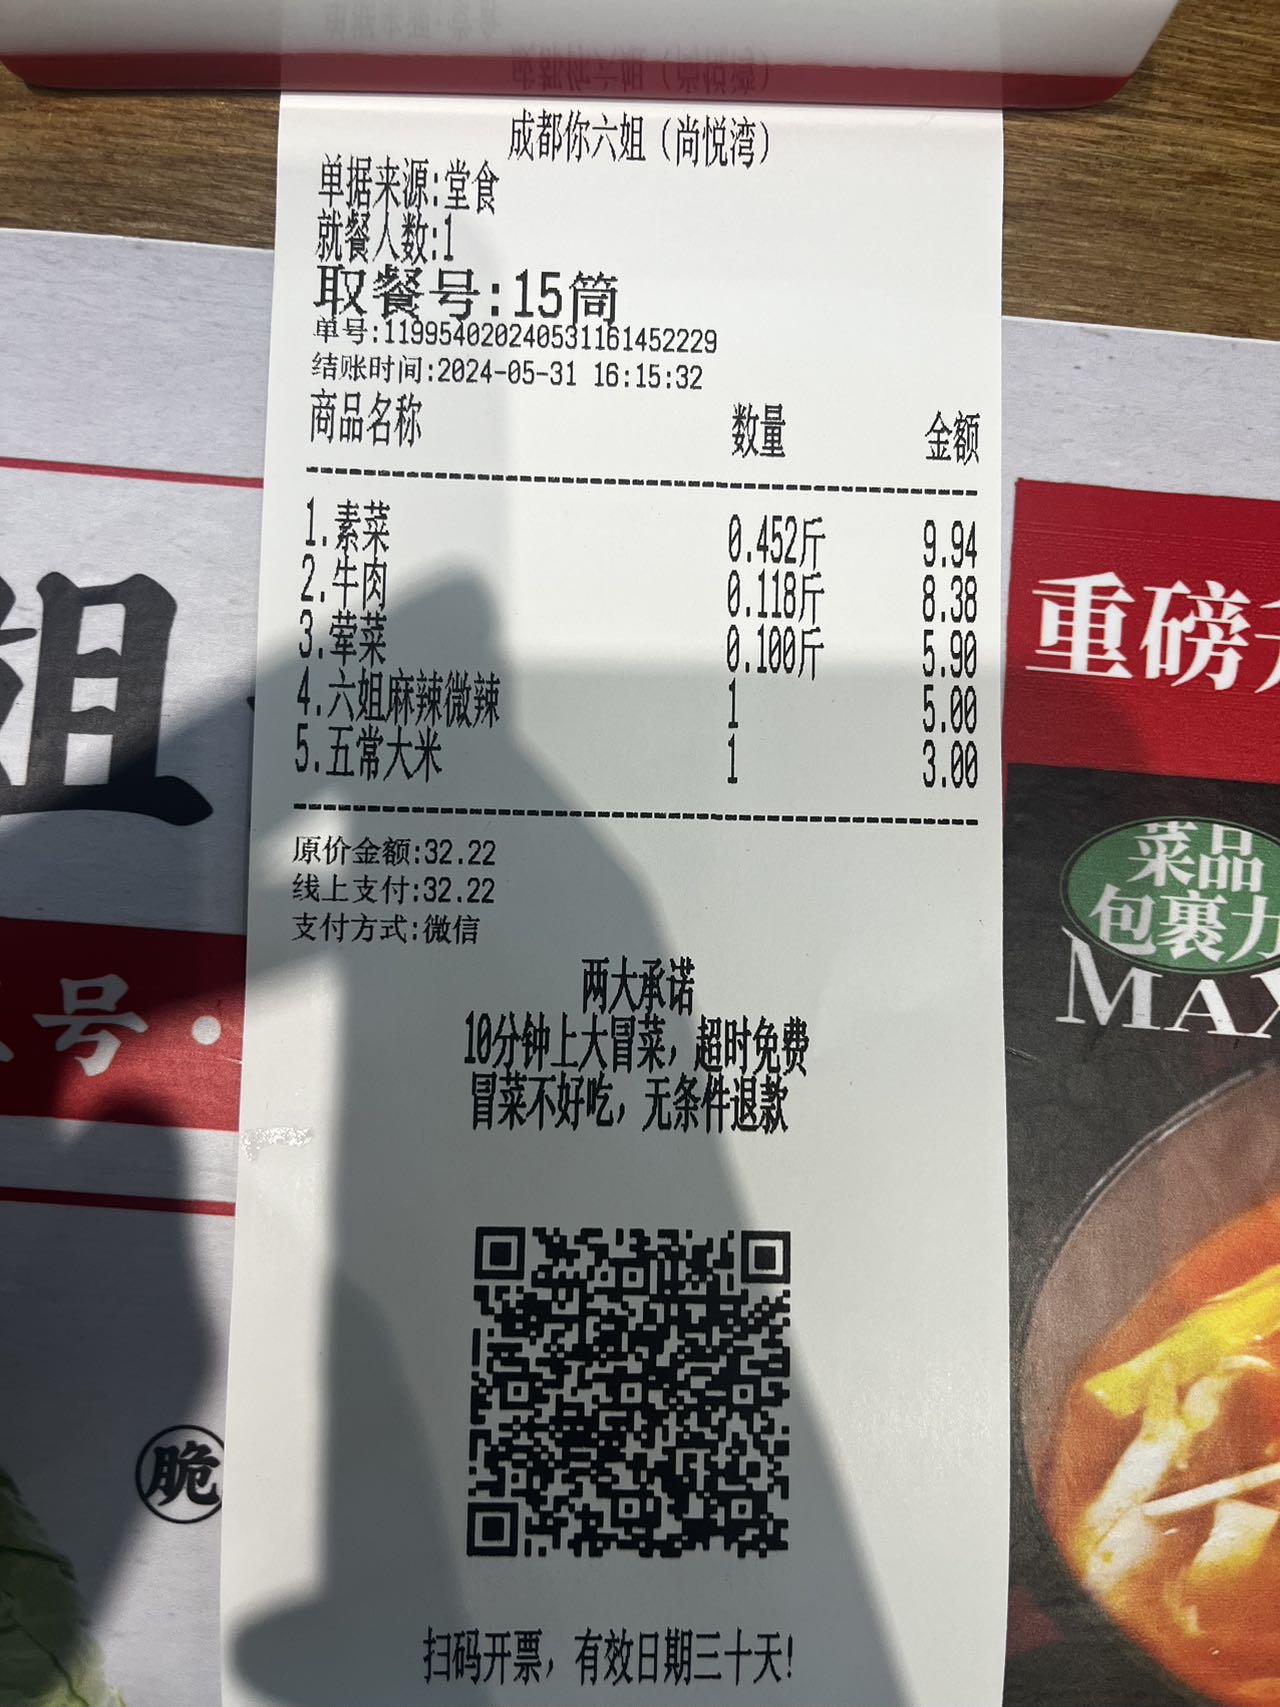 成都你六姐（尚悦湾）
单据来源:堂食
就餐人数:1
取餐号:15筒
单号:119954020240531161452229
结账时间:2024-05-31 16:15:32
商品名称 数量 金额
1.素菜 0.452斤 9.94
2.牛肉 0.118斤 8.38
3.荤菜 0.100斤 5.90
4.六姐麻辣微辣 1 5.00
5.五常大米 1 3.00
原价金额:32.22
线上支付:32.22
支付方式:微信
两大承诺
10分钟上大冒菜，超时免费
冒菜不好吃，无条件退款
扫码开票，有效日期三十天!
姐
号·
脆
重磅
菜品
包裹力
MAX